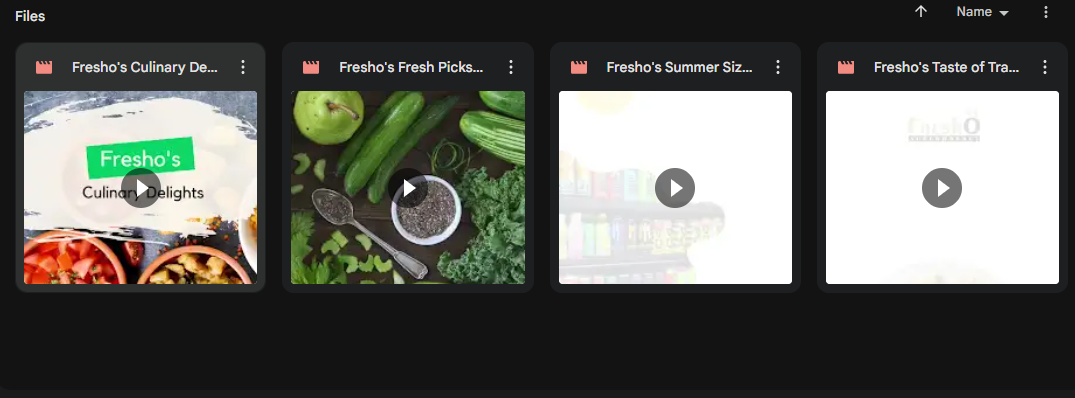 Files
Name
Fresho's Culinary De...
Fresho's Fresh Picks...
Fresho's Summer Siz...
Fresho's Taste of Tra...
Fresho's
Culinary Delights